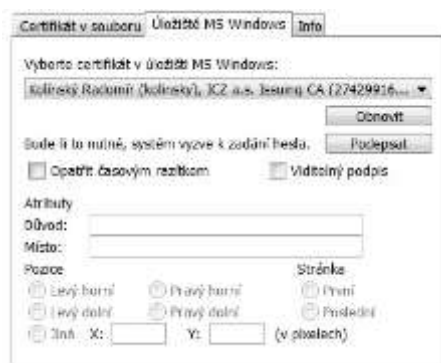 Certifikát v souboru Úložiště MS Windows Info
Vyberte certifikát v úložišti MS Windows:
Kolínský Radomír (kolinsky), ICZ a.s. Issuing CA (27429916...
Obnovit
Bude li to nutné, systém vyzve k zadání hesla. Podepsat
Opatřit časovým razítkem Viditelný podpis
Atributy
Důvod:
Místo:
Pozice Stránka
Levý horní Pravý horní První
Levý dolní Pravý dolní Poslední
Jiná X: Y: (v pixelech)